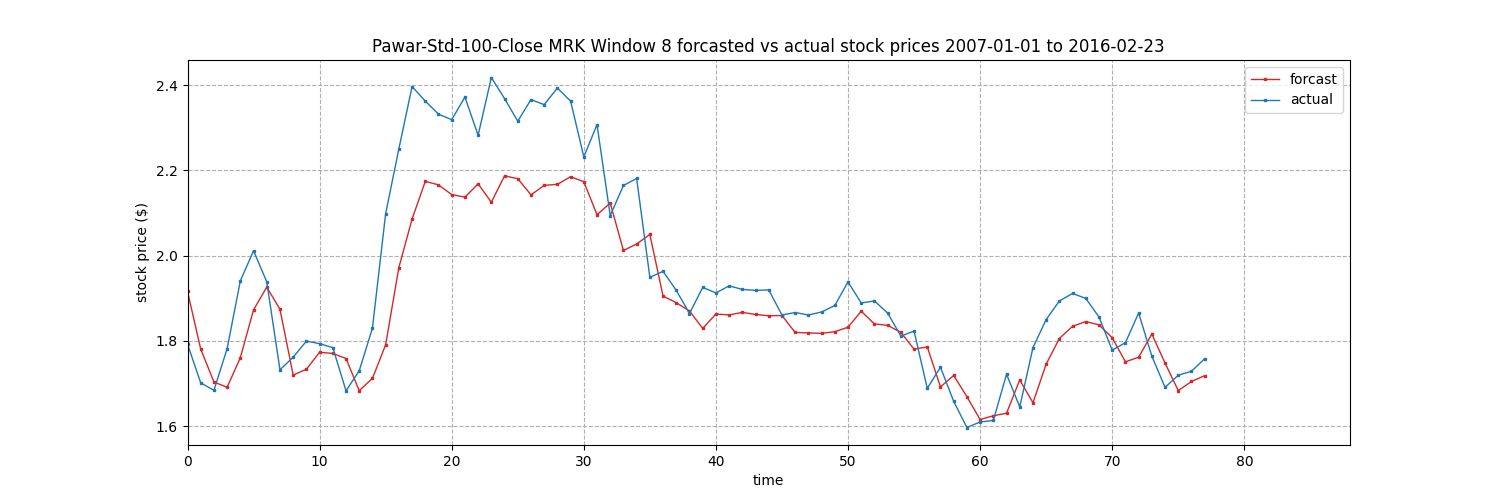 Pawar-Std-100-Close MRK Window 8 forcasted vs actual stock prices 2007-01-01 to 2016-02-23
forcast
actual
stock price ($)
2.4
2.2
2.0
1.8
1.6
0 10 20 30 40 50 60 70 80
time